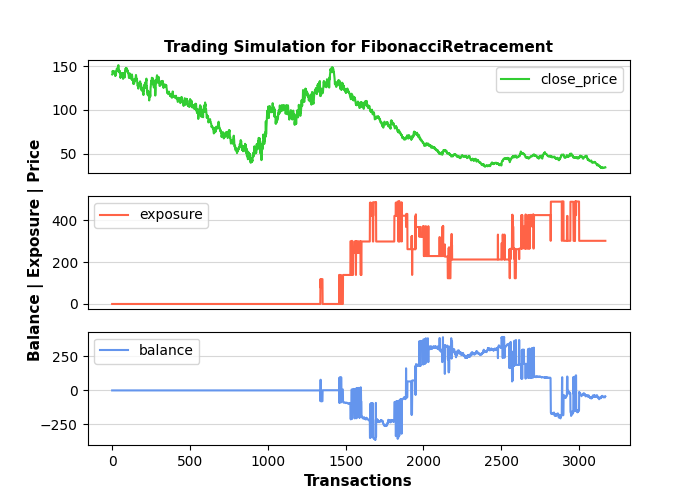 Trading Simulation for FibonacciRetracement
150
100
50
close_price
400
200
0
exposure
250
0
−250
balance
0
500
1000
1500
2000
2500
3000
Transactions
Balance | Exposure | Price